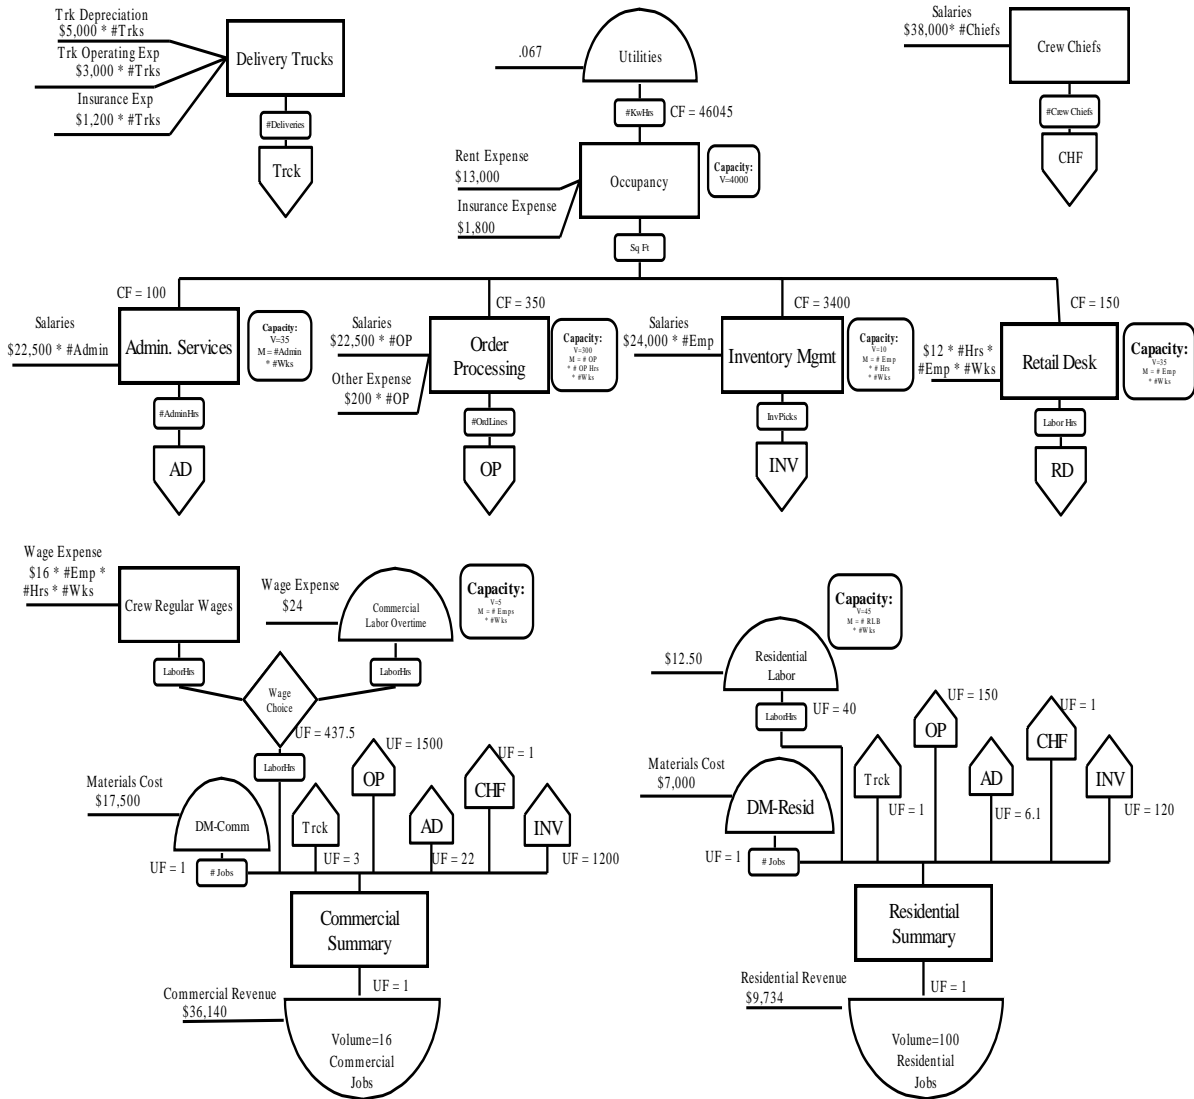 Trk Depreciation
$5,000 * #Trks
Trk Operating Exp
$3,000 * #Trks
Insurance Exp
$1,200 * #Trks
Delivery Trucks
#Deliveries
Trck
.067
Utilities
#KwHrs
CF = 46045
Rent Expense
$13,000
Insurance Expense
$1,800
Occupancy
Capacity:
V=4000
Sq Ft
Salaries
$38,000* #Chiefs
Crew Chiefs
#Crew Chiefs
CHF
CF = 100
Salaries
$22,500 * #Admin
Admin. Services
Capacity:
V=35
M = #Admin
* #Wks
#AdminHrs
AD
CF = 350
Salaries
$22,500 * #OP
Other Expense
$200 * #OP
Order
Processing
Capacity:
V=300
M = # OP
* # OP Hrs
* #Wks
#OrdLines
OP
CF = 3400
Salaries
$24,000 * #Emp
Inventory Mgmt
Capacity:
V=10
M = # Emp
* # Hrs
* #Wks
InvPicks
INV
CF = 150
$12 * #Hrs *
#Emp * #Wks
Retail Desk
Capacity:
V=35
M = # Emp
* #Wks
Labor Hrs
RD
Wage Expense
$16 * #Emp *
#Hrs * #Wks
Crew Regular Wages
LaborHrs
Wage Expense
$24
Commercial
Labor Overtime
Capacity:
V=5
M = # Emps
* #Wks
LaborHrs
Wage
Choice
UF = 437.5
LaborHrs
Materials Cost
$17,500
DM-Comm
UF = 1
# Jobs
Trck
UF = 3
OP
UF = 1500
AD
UF = 22
CHF
UF = 1
INV
UF = 1200
Commercial
Summary
UF = 1
Commercial Revenue
$36,140
Volume=16
Commercial
Jobs
$12.50
Residential
Labor
Capacity:
V=45
M = # RLB
* #Wks
LaborHrs
UF = 40
Materials Cost
$7,000
DM-Resid
UF = 1
# Jobs
Trck
UF = 1
OP
UF = 150
AD
UF = 6.1
CHF
UF = 1
INV
UF = 120
Residential
Summary
UF = 1
Residential Revenue
$9,734
Volume=100
Residential
Jobs